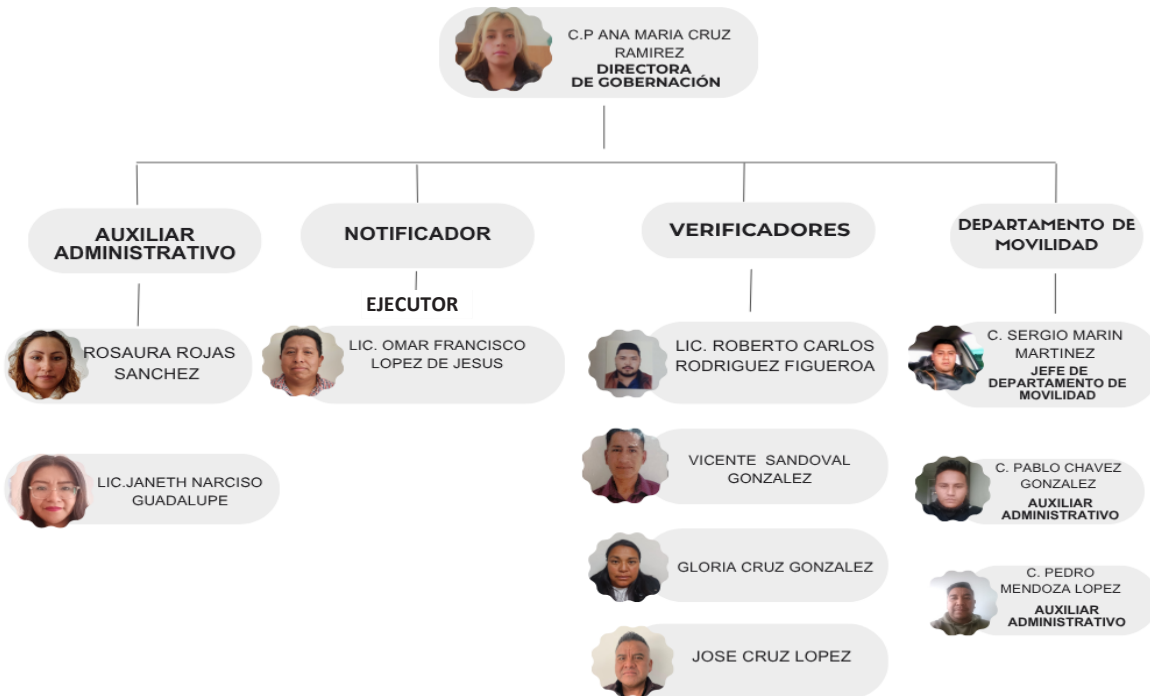 C.P ANA MARIA CRUZ
RAMIREZ
DIRECTORA
DE GOBERNACIÓN
AUXILIAR
ADMINISTRATIVO
ROSAURA ROJAS
SANCHEZ
LIC.JANETH NARCISO
GUADALUPE
NOTIFICADOR
EJECUTOR
LIC. OMAR FRANCISCO
LOPEZ DE JESUS
VERIFICADORES
LIC. ROBERTO CARLOS
RODRIGUEZ FIGUEROA
VICENTE SANDOVAL
GONZALEZ
GLORIA CRUZ GONZALEZ
JOSE CRUZ LOPEZ
DEPARTAMENTO DE
MOVILIDAD
C. SERGIO MARIN
MARTINEZ
JEFE DE
DEPARTAMENTO DE
MOVILIDAD
C. PABLO CHAVEZ
GONZALEZ
AUXILIAR
ADMINISTRATIVO
C. PEDRO
MENDOZA LOPEZ
AUXILIAR
ADMINISTRATIVO